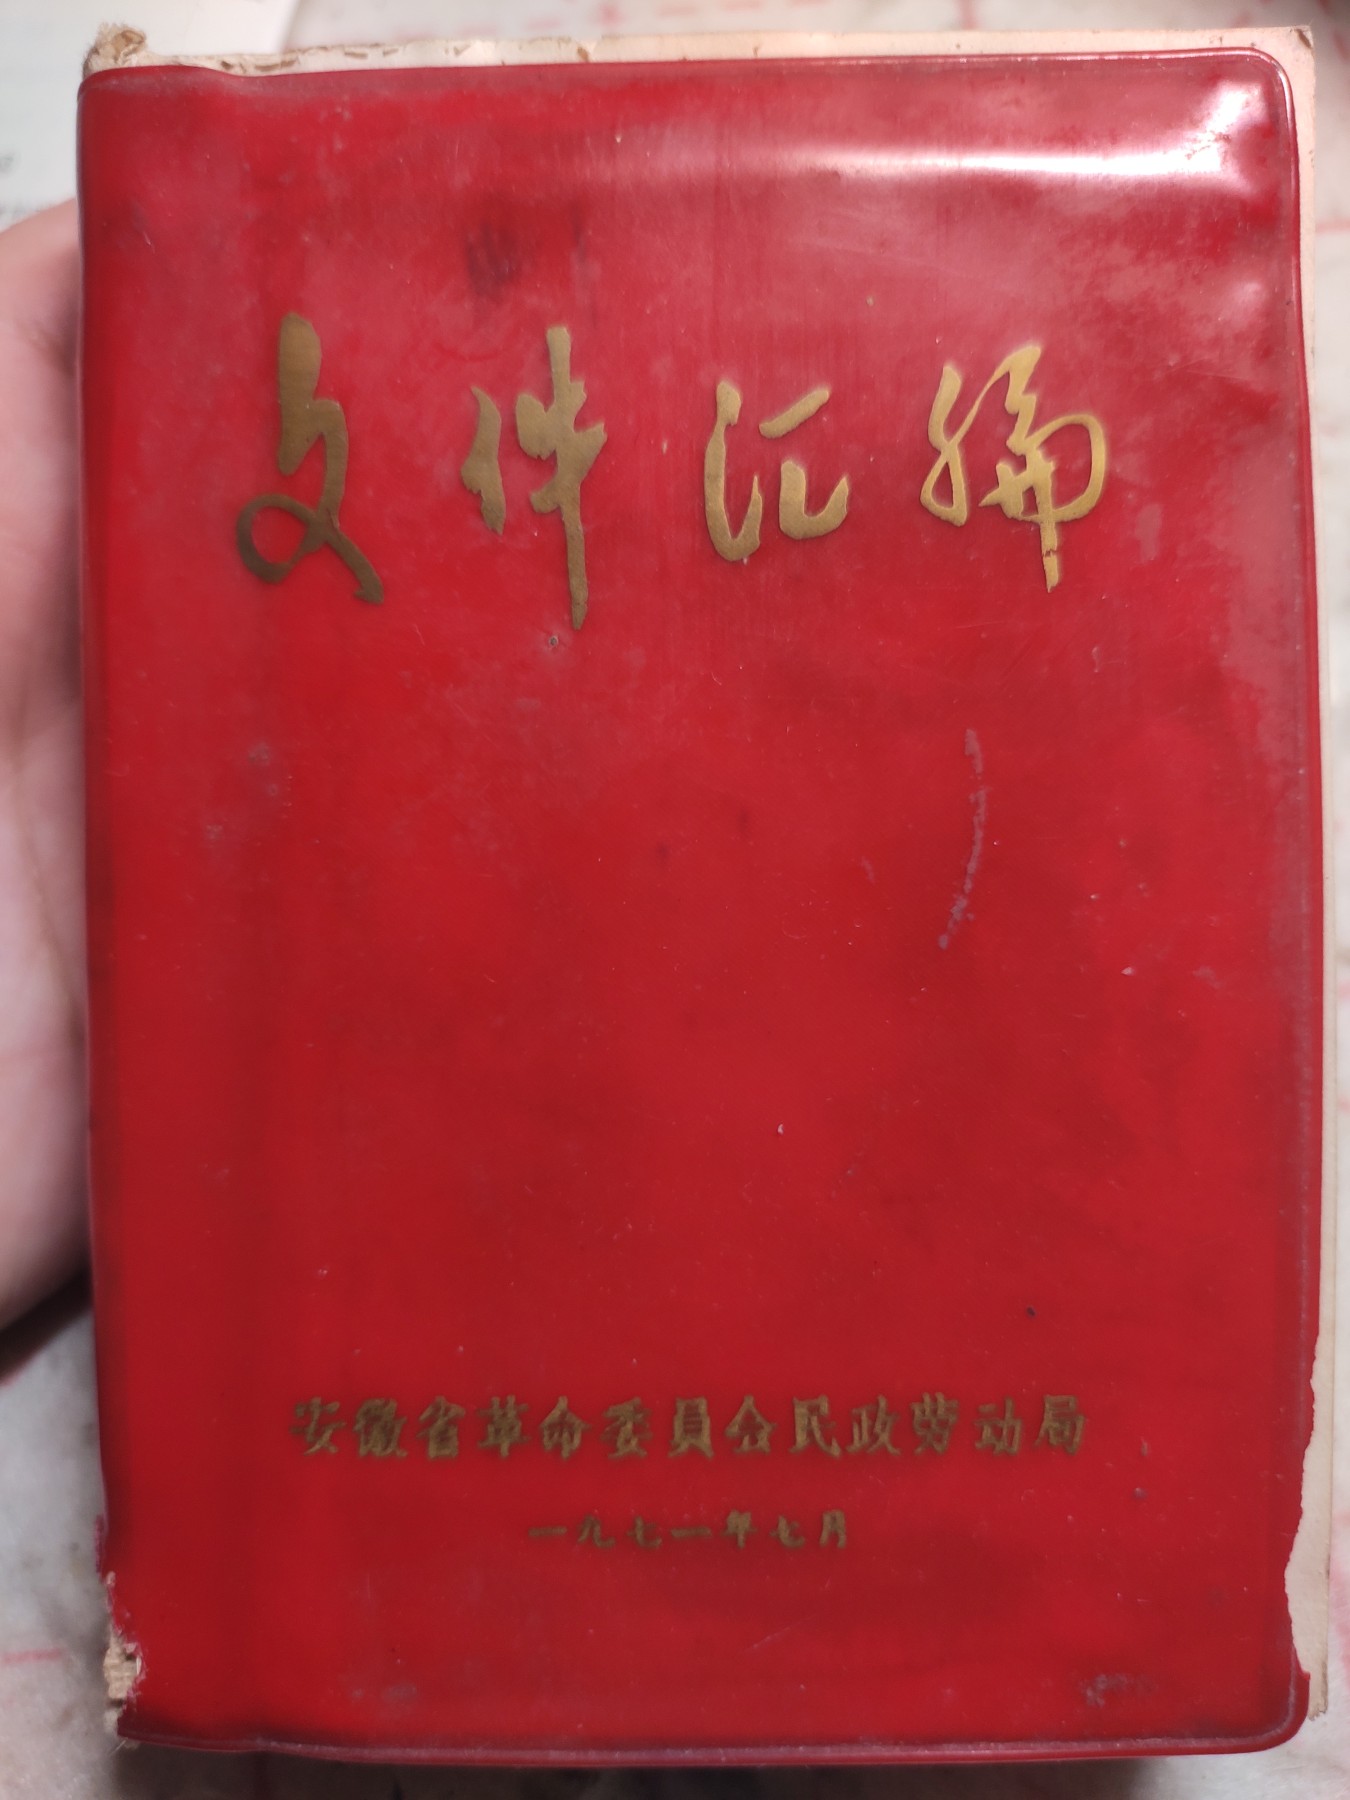 文件汇编
安徽省革命委員会民政劳动局
一九七一年七月